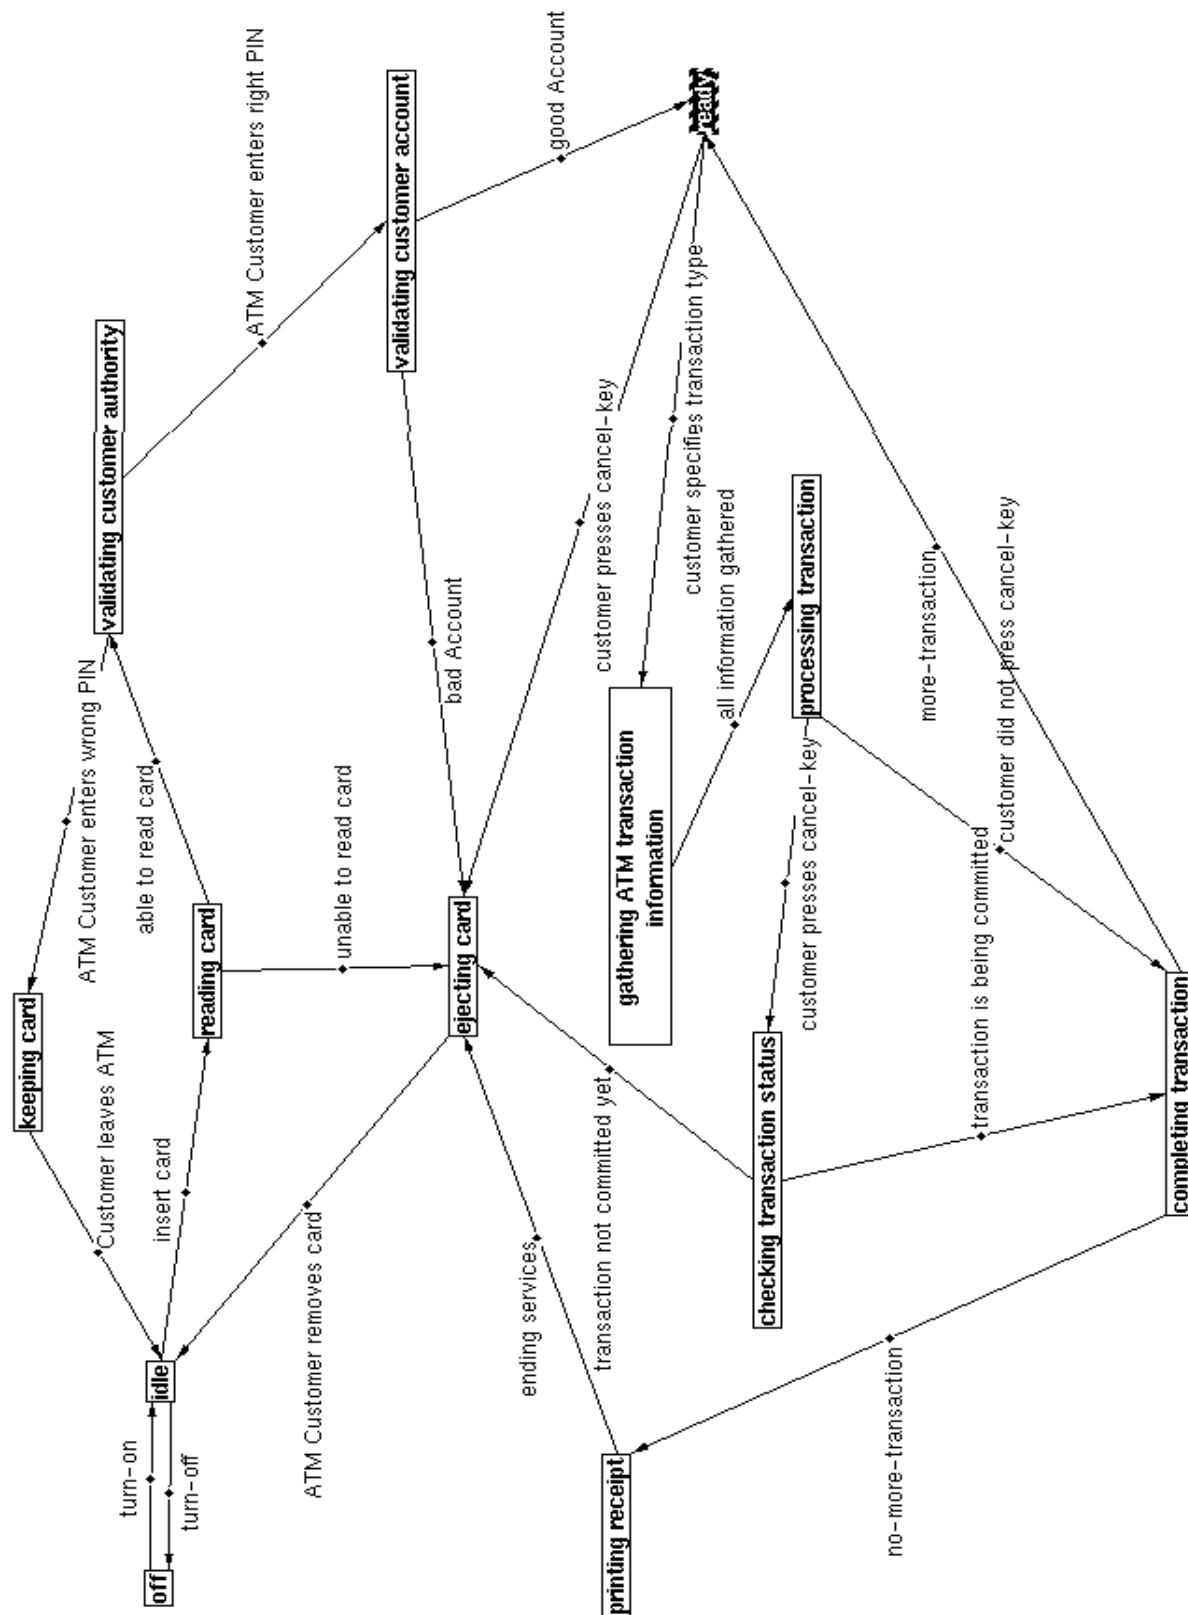 off
turn-on
turn-off
idle
Customer leaves ATM
keeping card
insert card
reading card
ATM Customer enters wrong PIN
able to read card
validating customer authority
ATM Customer enters right PIN
unable to read card
ATM Customer removes card
ejecting card
bad Account
validating customer account
good Account
ready
customer presses cancel-key
customer specifies transaction type
gathering ATM transaction
information
all information gathered
processing transaction
customer presses cancel-key
customer did not press cancel-key
checking transaction status
transaction not committed yet
transaction is being committed
ending services
printing receipt
no-more-transaction
more-transaction
completing transaction